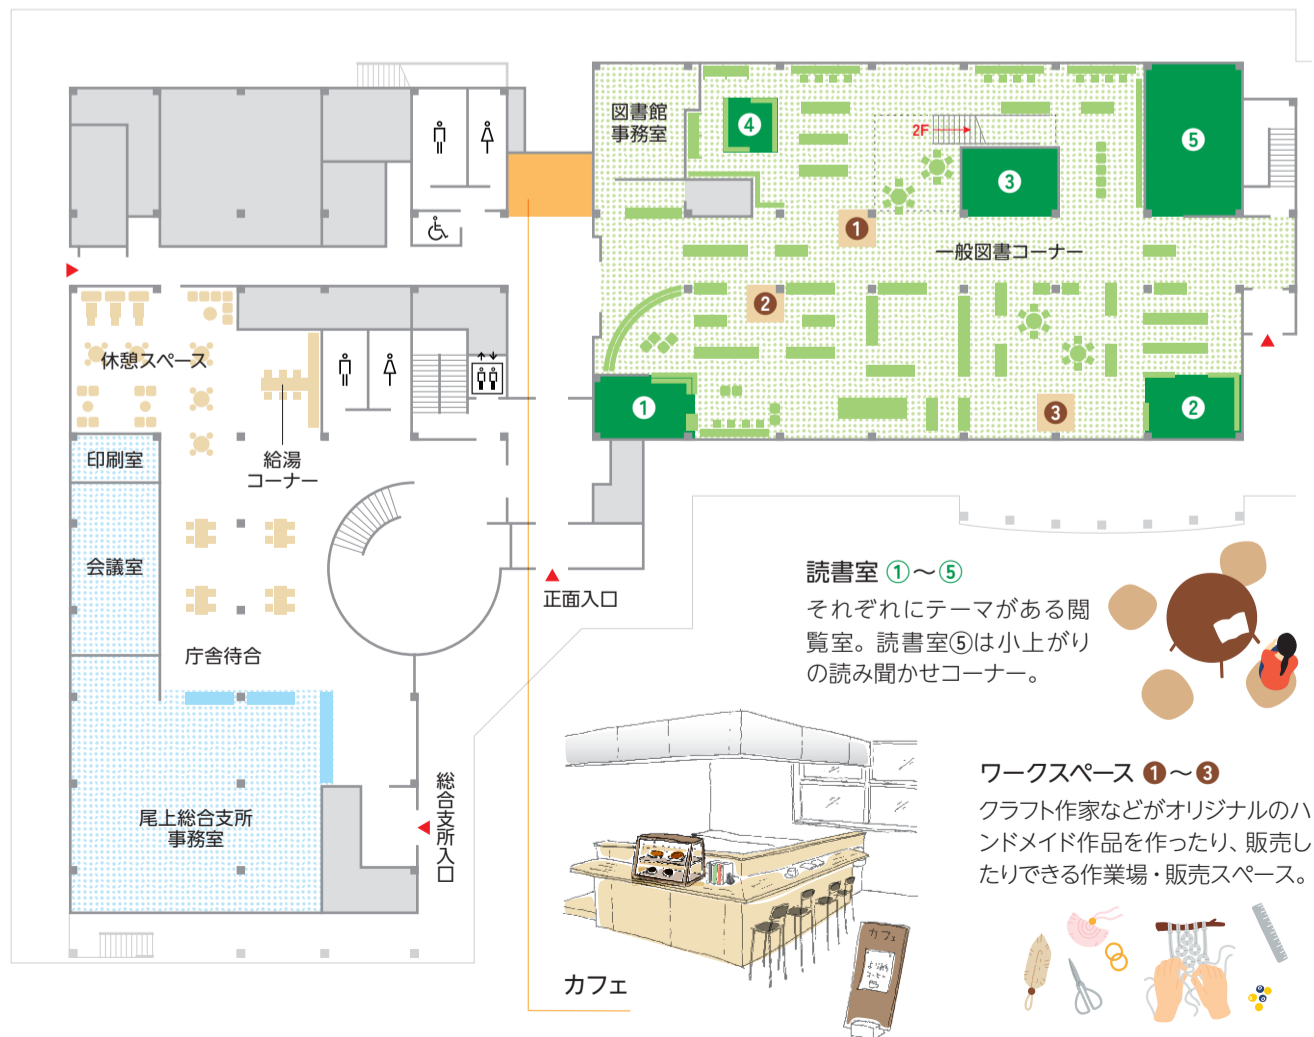 図書館
事務室
④
⑤
2F
③
❶
一般図書コーナー
❷
休憩スペース
①
❸
②
印刷室
給湯
コーナー
会議室
正面入口
庁舎待合
尾上総合支所
事務室
総合支所入口
読書室 ①〜⑤
それぞれにテーマがある閲
覧室。読書室⑤は小上がり
の読み聞かせコーナー。
ワークスペース ❶〜❸
クラフト作家などがオリジナルのハ
ンドメイド作品を作ったり、販売し
たりできる作業場・販売スペース。
カフェ
カフェ